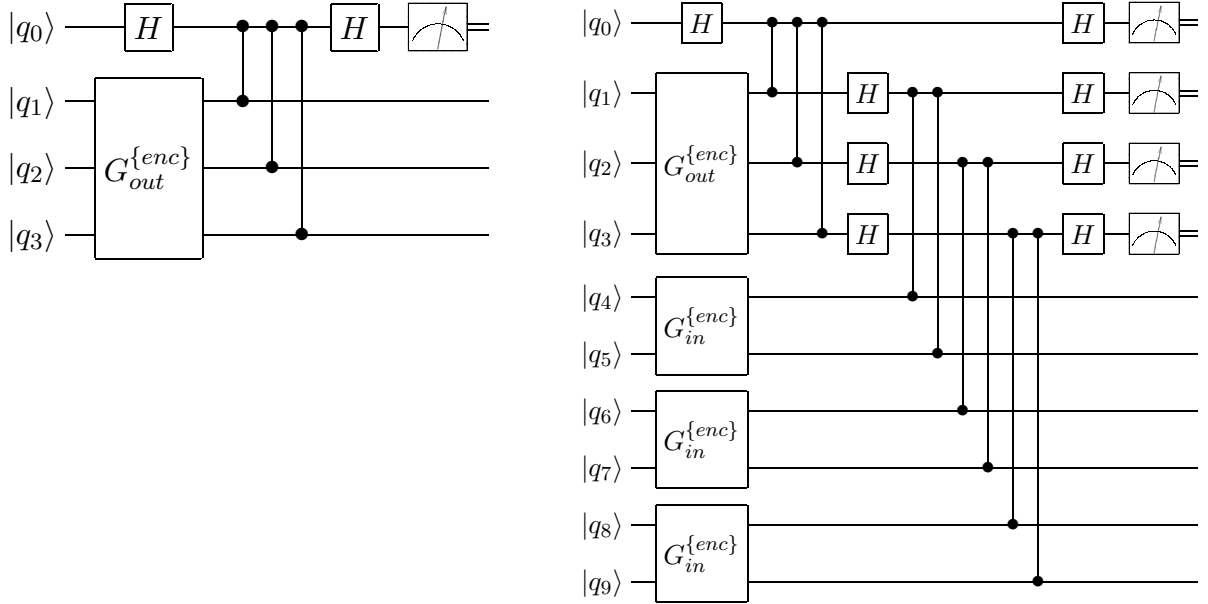 |q₀⟩ H H
|q₁⟩
|q₂⟩ G_{out}^{\{enc\}}
|q₃⟩
|q₀⟩ H H
|q₁⟩ H H
|q₂⟩ G_{out}^{\{enc\}} H H
|q₃⟩ H H
|q₄⟩
G_{in}^{\{enc\}}
|q₅⟩
|q₆⟩
G_{in}^{\{enc\}}
|q₇⟩
|q₈⟩
G_{in}^{\{enc\}}
|q₉⟩